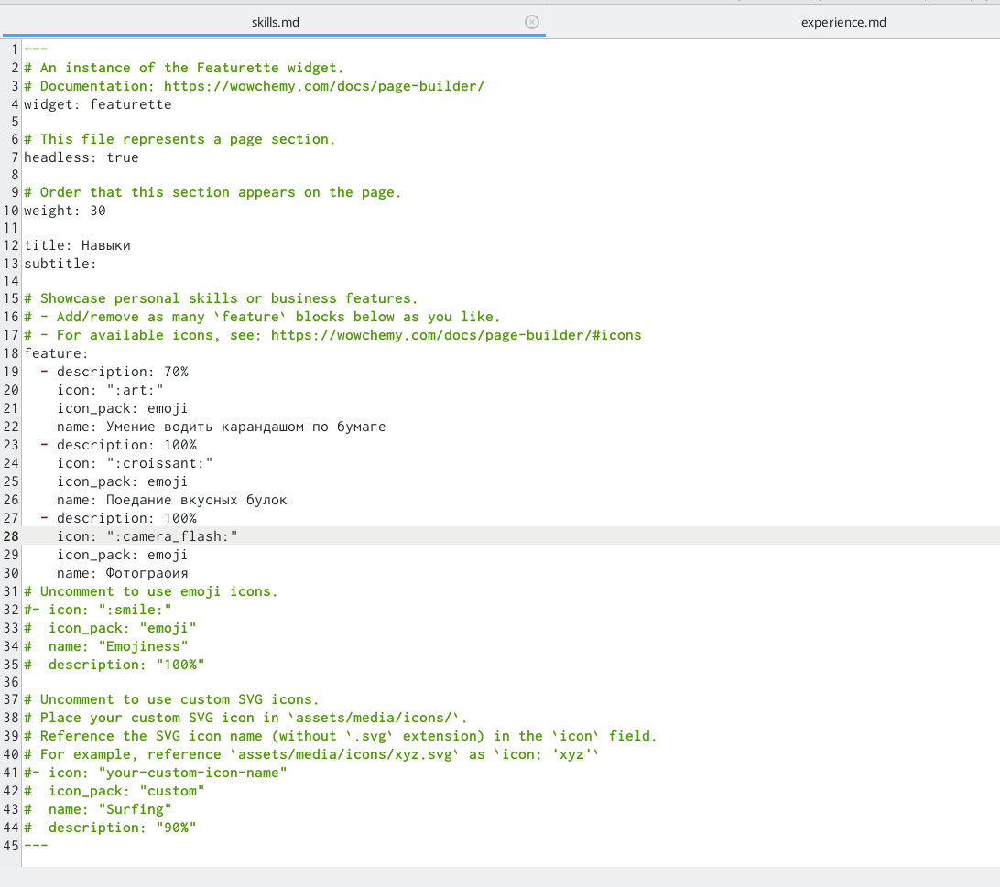 skills.md
experience.md
1 ---
2 # An instance of the Featurette widget.
3 # Documentation: https://wowchemy.com/docs/page-builder/
4 widget: featurette
5
6 # This file represents a page section.
7 headless: true
8
9 # Order that this section appears on the page.
10 weight: 30
11
12 title: Навыки
13 subtitle:
14
15 # Showcase personal skills or business features.
16 # - Add/remove as many `feature` blocks below as you like.
17 # - For available icons, see: https://wowchemy.com/docs/page-builder/#icons
18 feature:
19   - description: 70%
20     icon: ":art:"
21     icon_pack: emoji
22     name: Умение водить карандашом по бумаге
23   - description: 100%
24     icon: ":croissant:"
25     icon_pack: emoji
26     name: Поедание вкусных булок
27   - description: 100%
28     icon: ":camera_flash:"
29     icon_pack: emoji
30     name: Фотография
31 # Uncomment to use emoji icons.
32 #- icon: ":smile:"
33 #  icon_pack: "emoji"
34 #  name: "Emojiness"
35 #  description: "100%"
36
37 # Uncomment to use custom SVG icons.
38 # Place your custom SVG icon in `assets/media/icons/`.
39 # Reference the SVG icon name (without `.svg` extension) in the `icon` field.
40 # For example, reference `assets/media/icons/xyz.svg` as `icon: 'xyz'`
41 #- icon: "your-custom-icon-name"
42 #  icon_pack: "custom"
43 #  name: "Surfing"
44 #  description: "90%"
45 ---